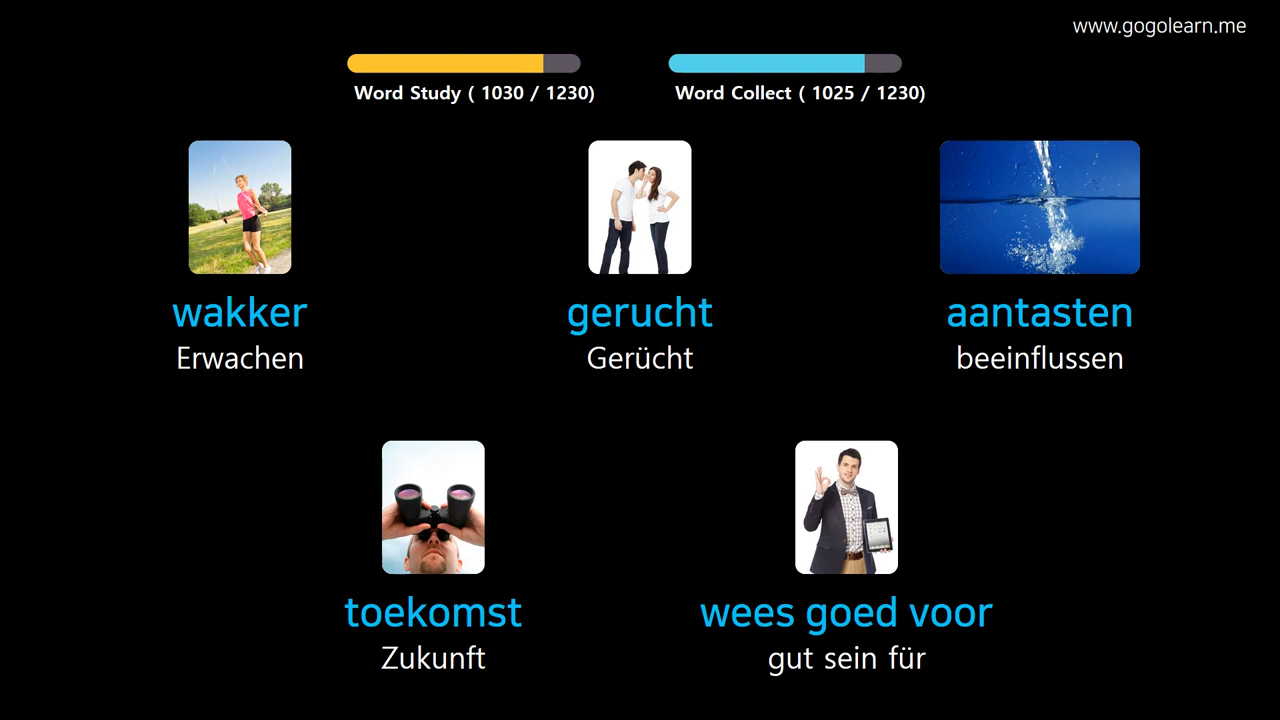 www.gogolearn.me
Word Study ( 1030 / 1230)
Word Collect ( 1025 / 1230)
wakker
Erwachen
gerucht
Gerücht
aantasten
beeinflussen
toekomst
Zukunft
wees goed voor
gut sein für